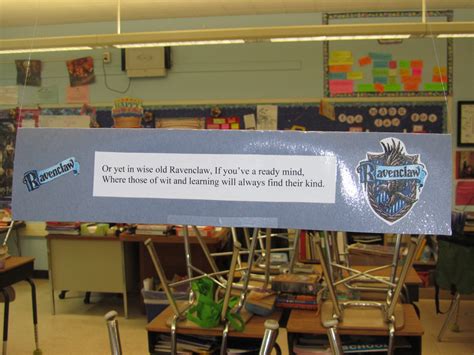 Ravenclaw
Or yet in wise old Ravenclaw, If you've a ready mind,
Where those of wit and learning will always find their kind.
Ravenclaw
Ravenclaw